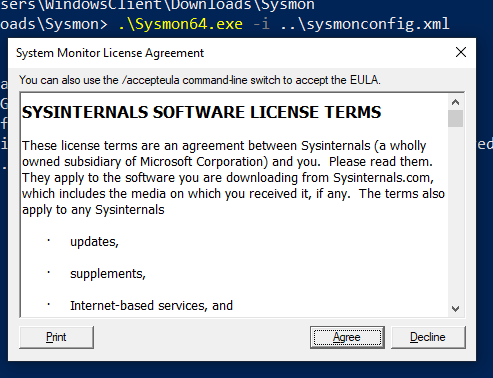 sers\WindowsClient\Downloads\Sysmon
oads\Sysmon> .\Sysmon64.exe -i ..\sysmonconfig.xml
System Monitor License Agreement
You can also use the /accepteula command-line switch to accept the EULA.
SYSINTERNALS SOFTWARE LICENSE TERMS
These license terms are an agreement between Sysinternals (a wholly
owned subsidiary of Microsoft Corporation) and you.  Please read them.
They apply to the software you are downloading from Sysinternals.com,
which includes the media on which you received it, if any.  The terms also
apply to any Sysinternals
· updates,
· supplements,
· Internet-based services, and
Print
Agree
Decline